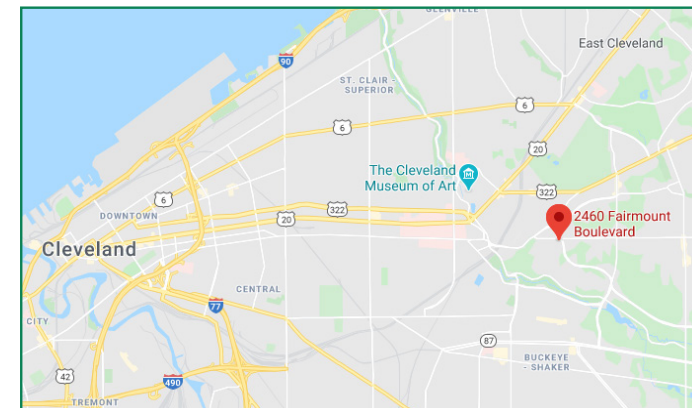 GLENVILLE
East Cleveland
90
ST. CLAIR -
SUPERIOR
6
6
20
The Cleveland
Museum of Art
322
6
322
20
DOWNTOWN
2460 Fairmount
Boulevard
Cleveland
CENTRAL
77
CITY
87
BUCKEYE
- SHAKER
42
490
TREMONT